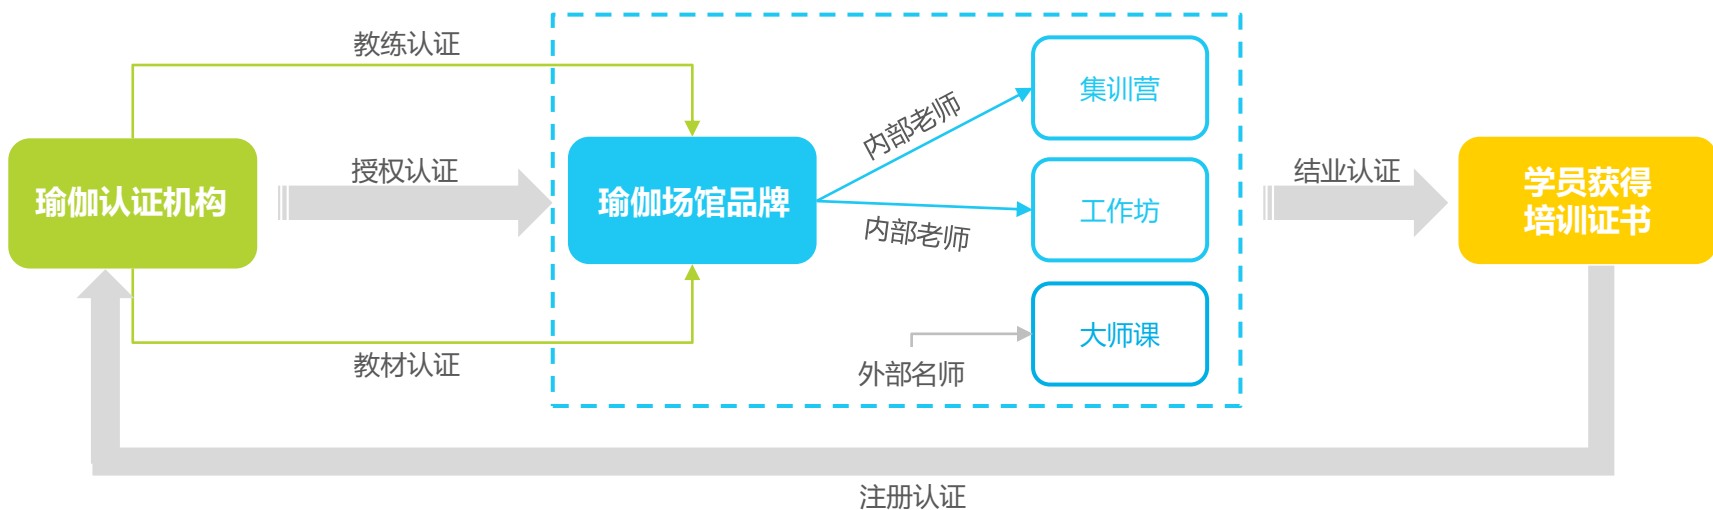 教练认证
瑜伽认证机构
授权认证
教材认证
瑜伽场馆品牌
内部老师
内部老师
外部名师
集训营
工作坊
大师课
结业认证
学员获得
培训证书
注册认证